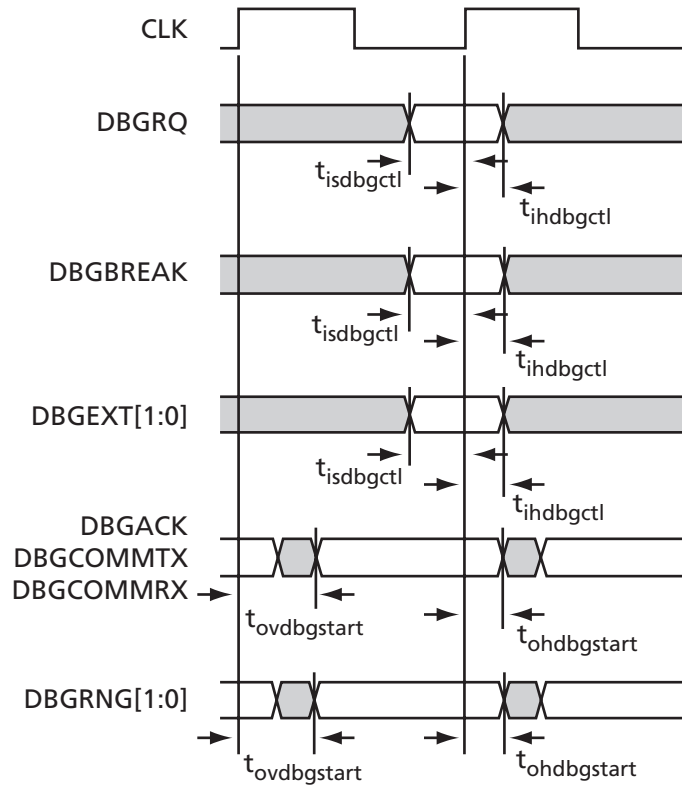 CLK
DBGRQ
tisdbgctl
tihdbgctl
DBGBREAK
tisdbgctl
tihdbgctl
DBGEXT[1:0]
tisdbgctl
tihdbgctl
DBGACK
DBGCOMMTX
DBGCOMMRX
tovdbgstart
tohdbgstart
DBGRNG[1:0]
tovdbgstart
tohdbgstart